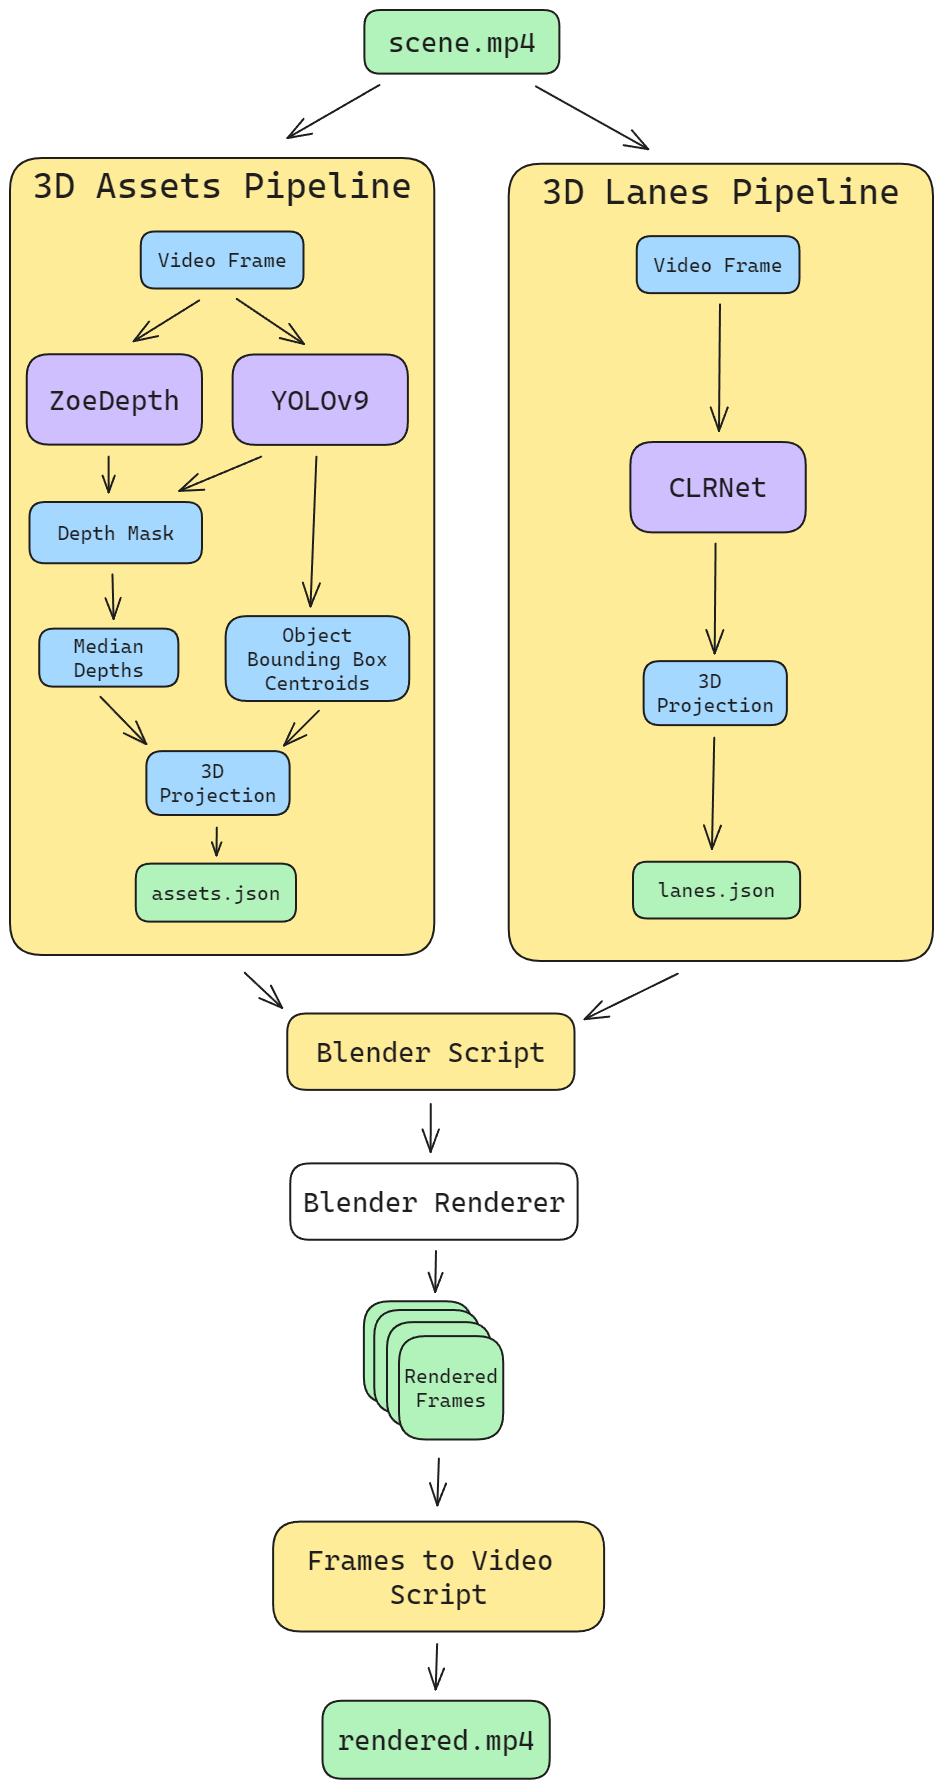 scene.mp4
3D Assets Pipeline
Video Frame
ZoeDepth
YOLOv9
Depth Mask
Median
Depths
Object
Bounding Box
Centroids
3D
Projection
assets.json
3D Lanes Pipeline
Video Frame
CLRNet
3D
Projection
lanes.json
Blender Script
Blender Renderer
Rendered
Frames
Frames to Video
Script
rendered.mp4